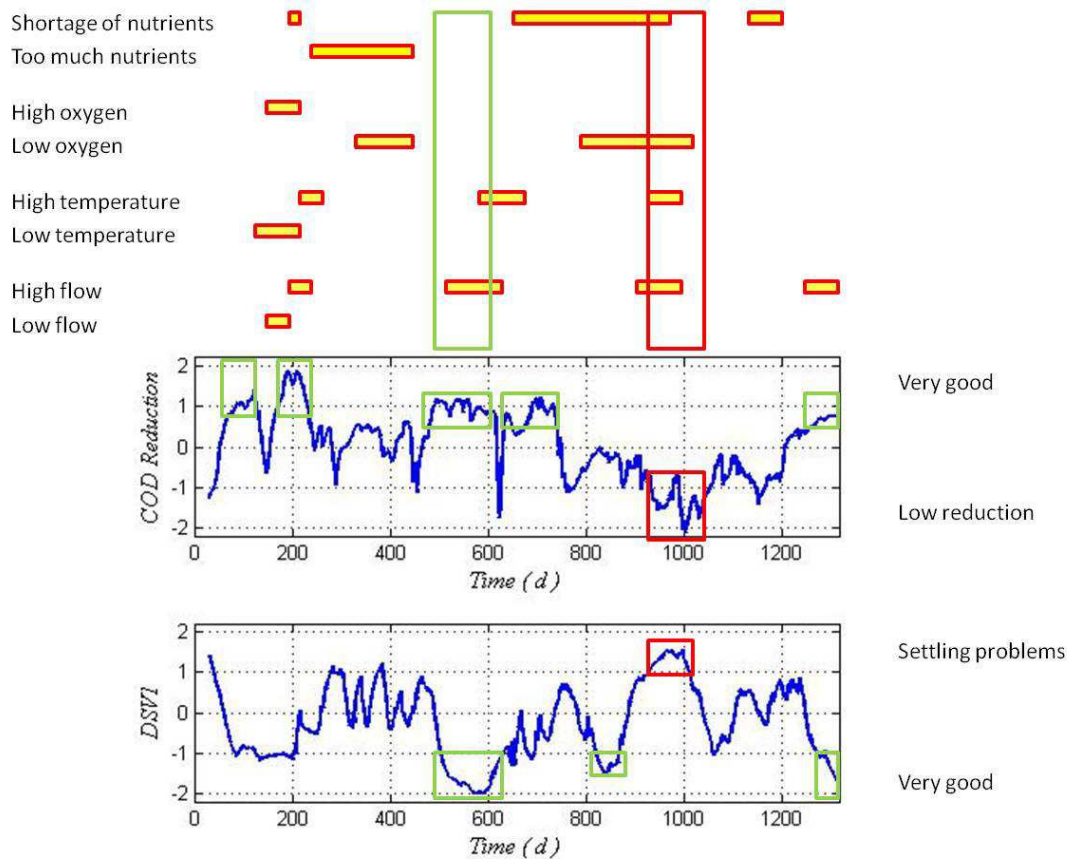 Shortage of nutrients
Too much nutrients
High oxygen
Low oxygen
High temperature
Low temperature
High flow
Low flow
2
1
0
-1
-2
COD Reduction
Very good
Low reduction
0 200 400 600 800 1000 1200
Time (d)
2
1
0
-1
-2
DSVI
Settling problems
Very good
0 200 400 600 800 1000 1200
Time (d)